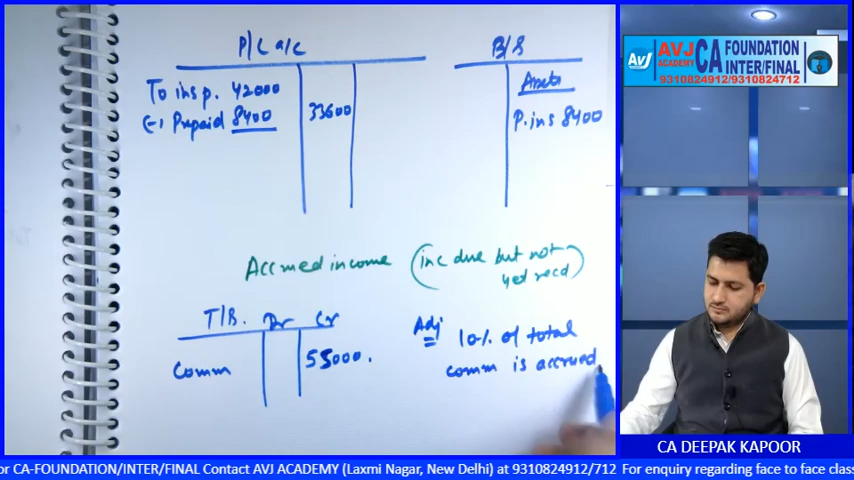 P/L a/c
B/S
To ins p. 42000
(-) Prepaid 8400
33600
Assets
P. ins 8400
Accrued income (inc due but not
yet recd)
T/B. Dr Cr
Comm 55000.
Adj 10% of total
comm is accrued
AVJ
ACADEMY
AVJ
CA
FOUNDATION
INTER/FINAL
9310824912/9310824712
CA DEEPAK KAPOOR
or CA-FOUNDATION/INTER/FINAL Contact AVJ ACADEMY (Laxmi Nagar, New Delhi) at 9310824912/712 For enquiry regarding face to face class